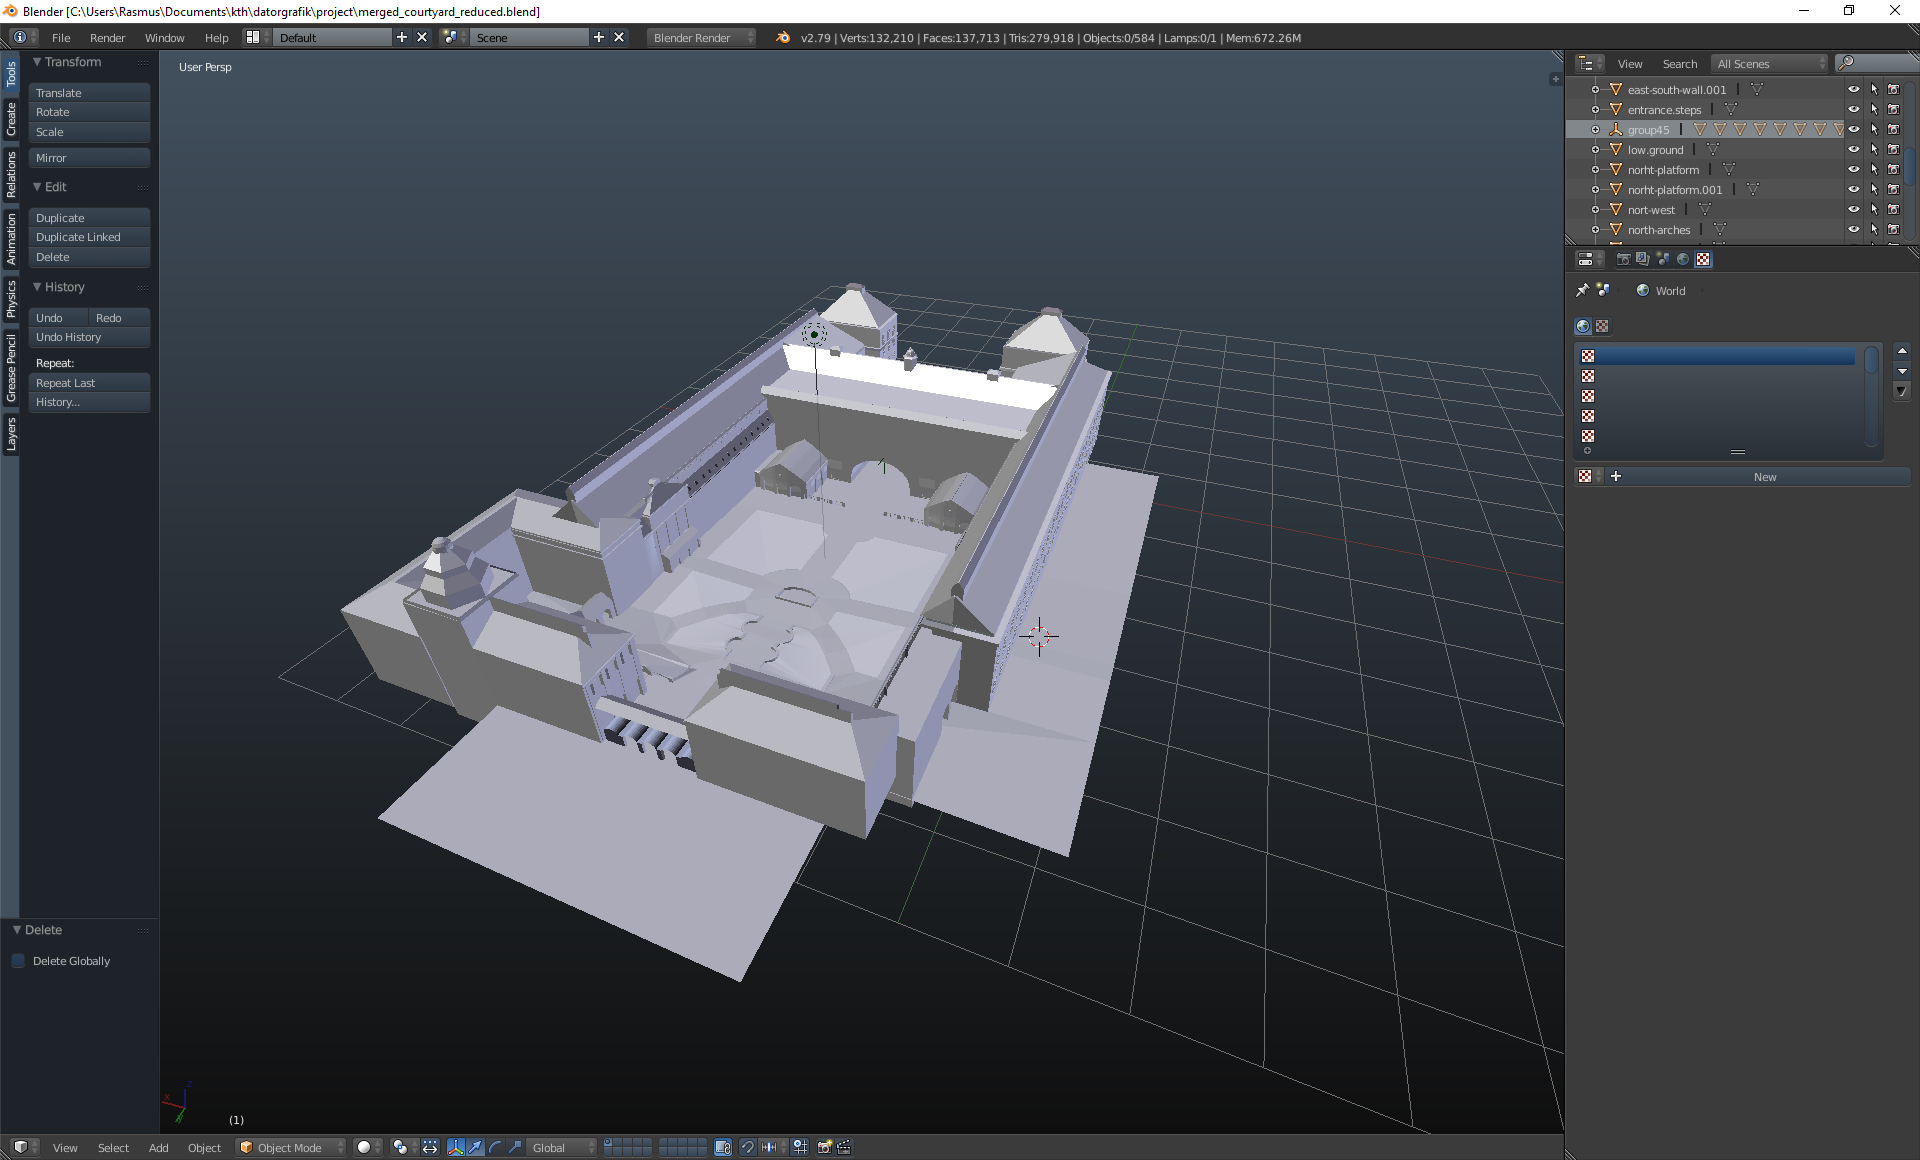 Blender [C:\Users\Rasmus\Documents\kth\datorgrafik\project\merged_courtyard_reduced.blend]
File Render Window Help Default Scene Blender Render v2.79 | Verts:132,210 | Faces:137,713 | Tris:279,918 | Objects:0/584 | Lamps:0/1 | Mem:672.26M
Tools
Create
Relations
Animation
Physics
Grease Pencil
Layers
Transform
Translate
Rotate
Scale
Mirror
Edit
Duplicate
Duplicate Linked
Delete
History
Undo Redo
Undo History
Repeat:
Repeat Last
History...
Delete
Delete Globally
User Persp
(1)
x
z
View Select Add Object Object Mode Global
View Search All Scenes
east-south-wall.001
entrance.steps
group45
low.ground
norht-platform
norht-platform.001
nort-west
north-arches
World
New